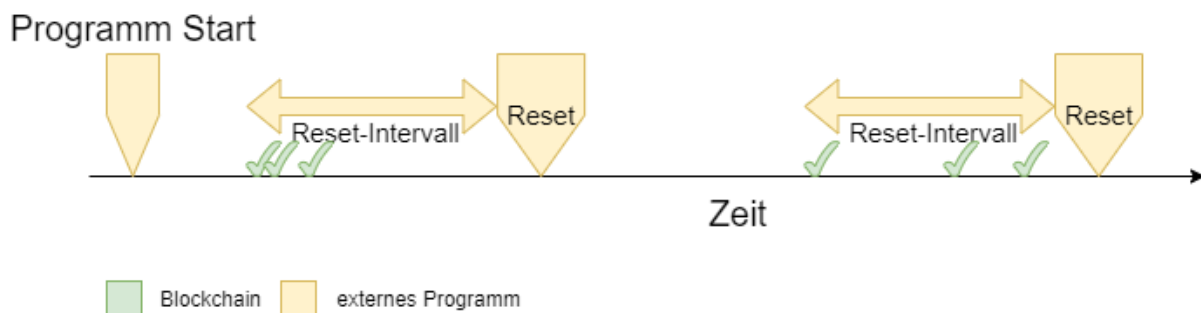 Programm Start
Reset
Reset
Reset-Intervall
Reset-Intervall
Zeit
Blockchain
externes Programm